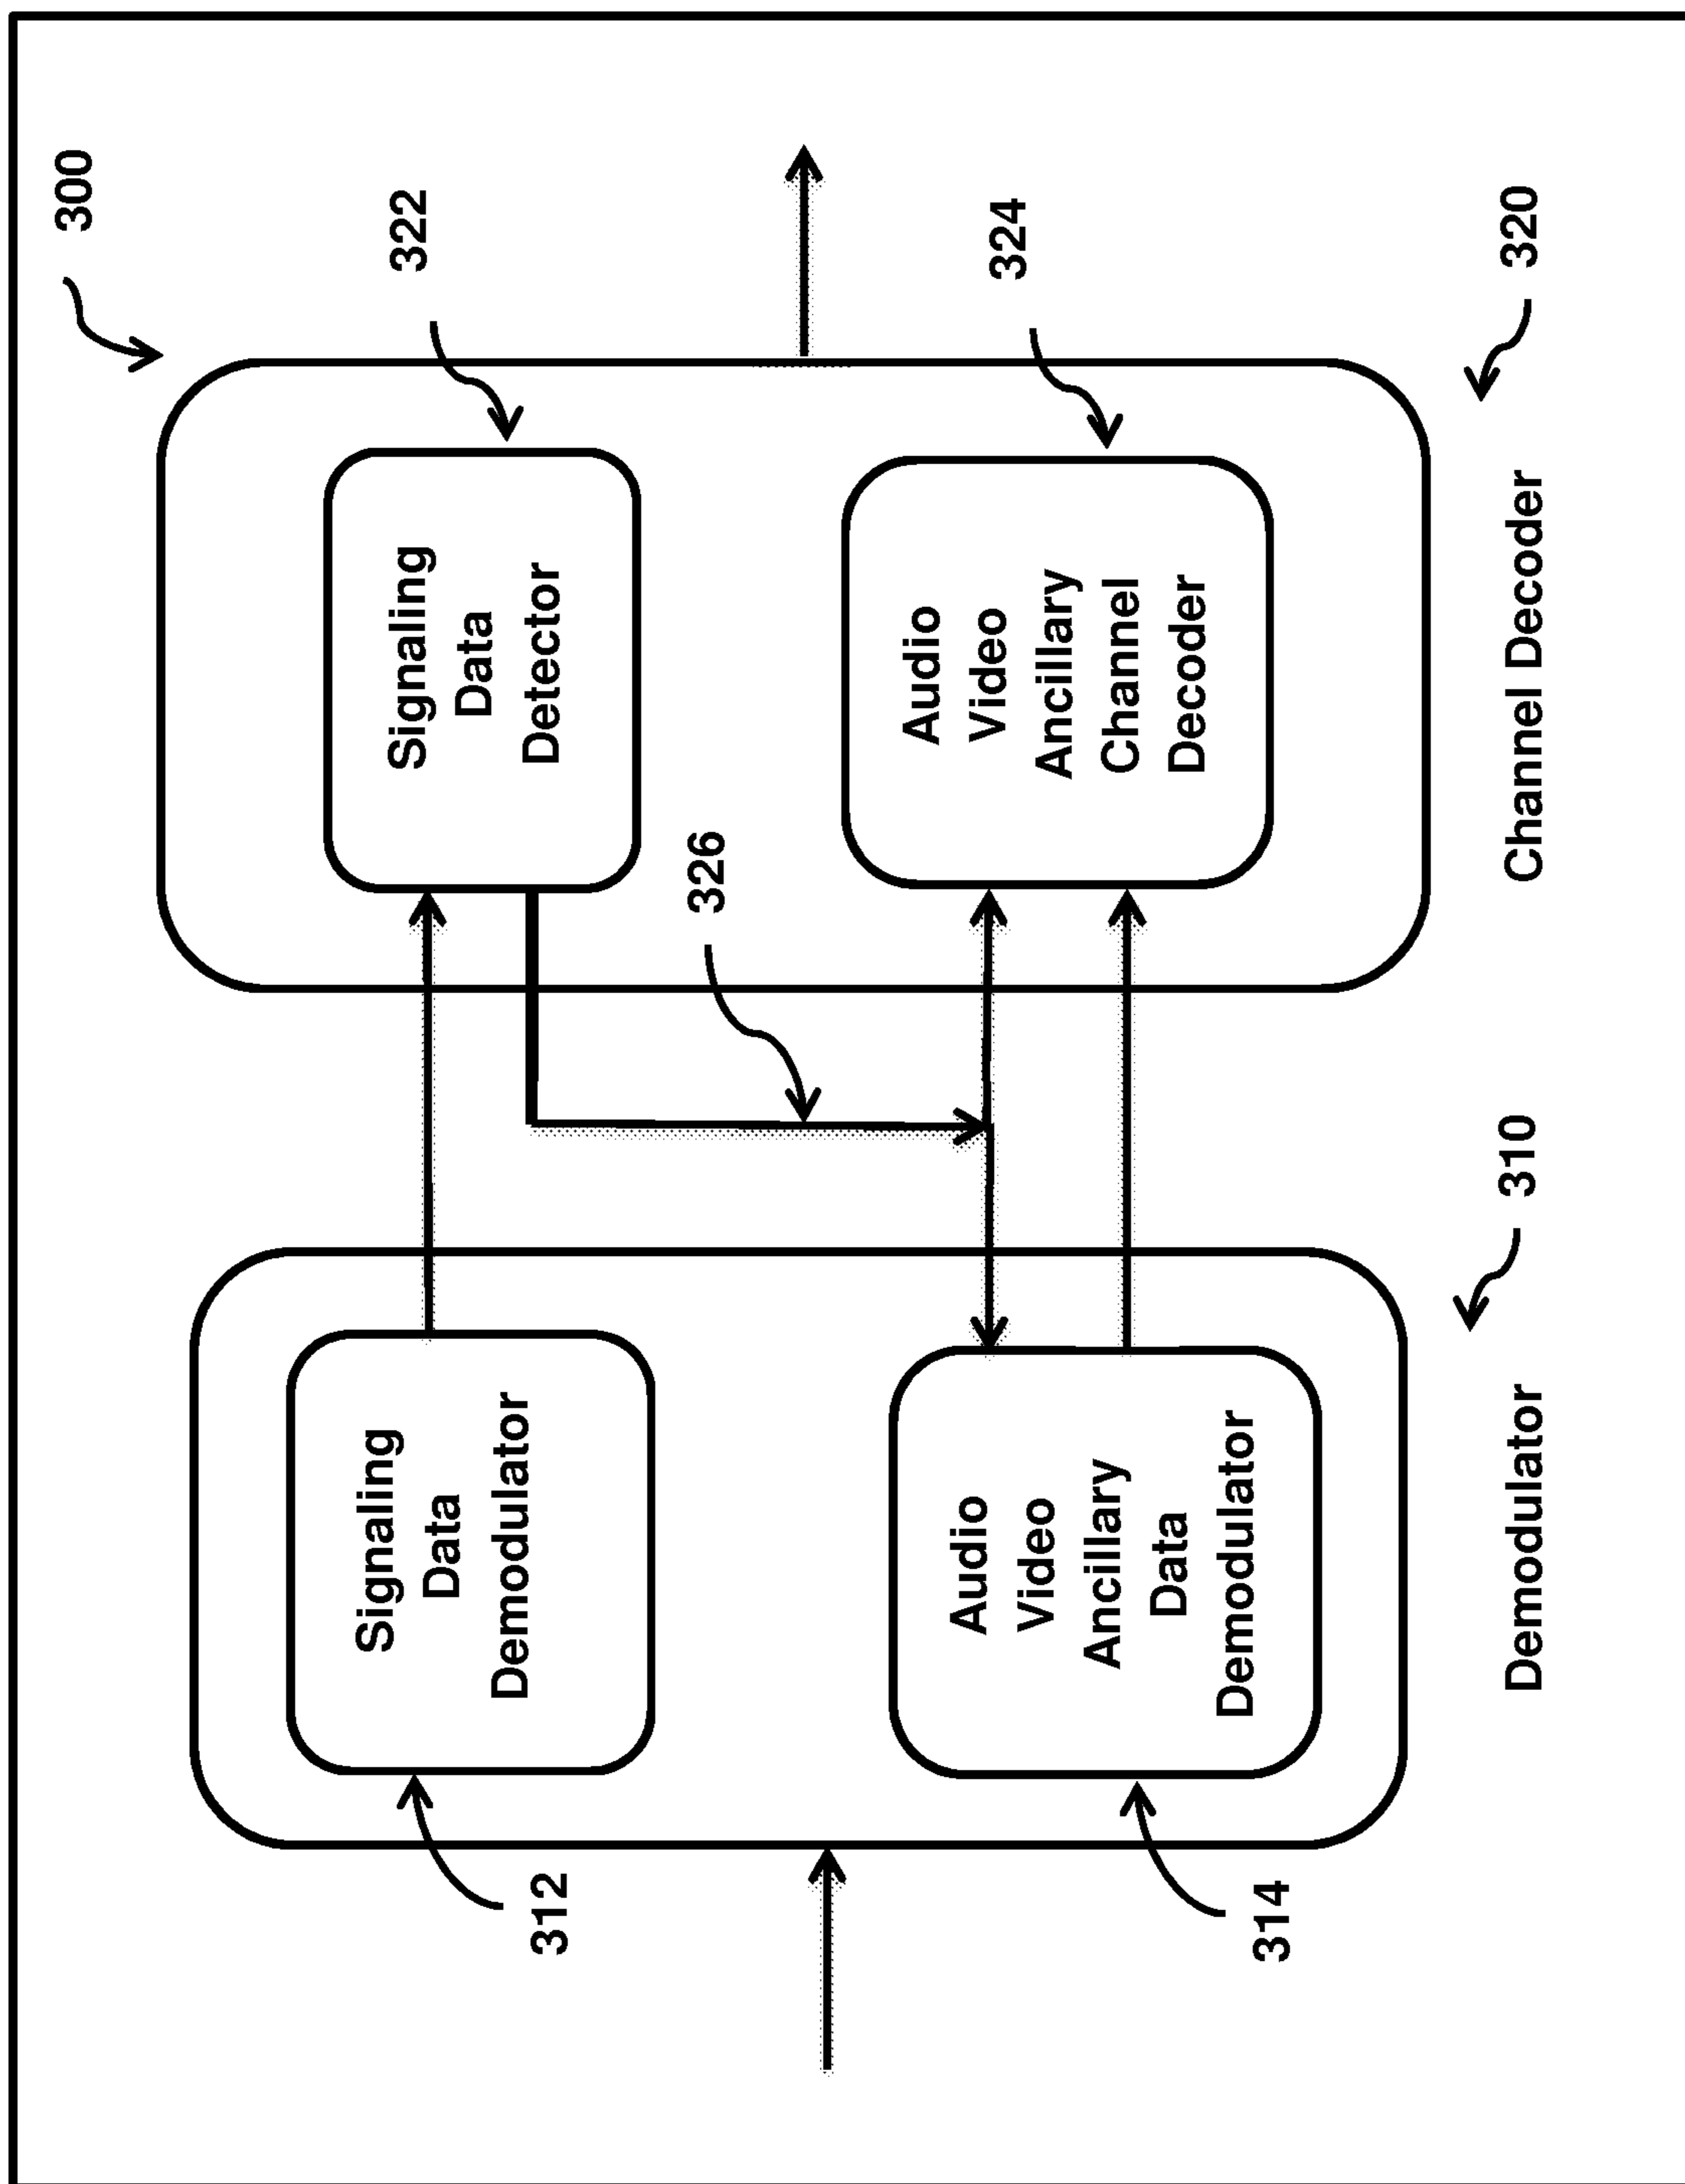 300
322
Signaling
Data
Detector
326
324
Audio
Video
Ancillary
Channel
Decoder
320
Channel Decoder
312
Signaling
Data
Demodulator
314
Audio
Video
Ancillary
Data
Demodulator
310
Demodulator